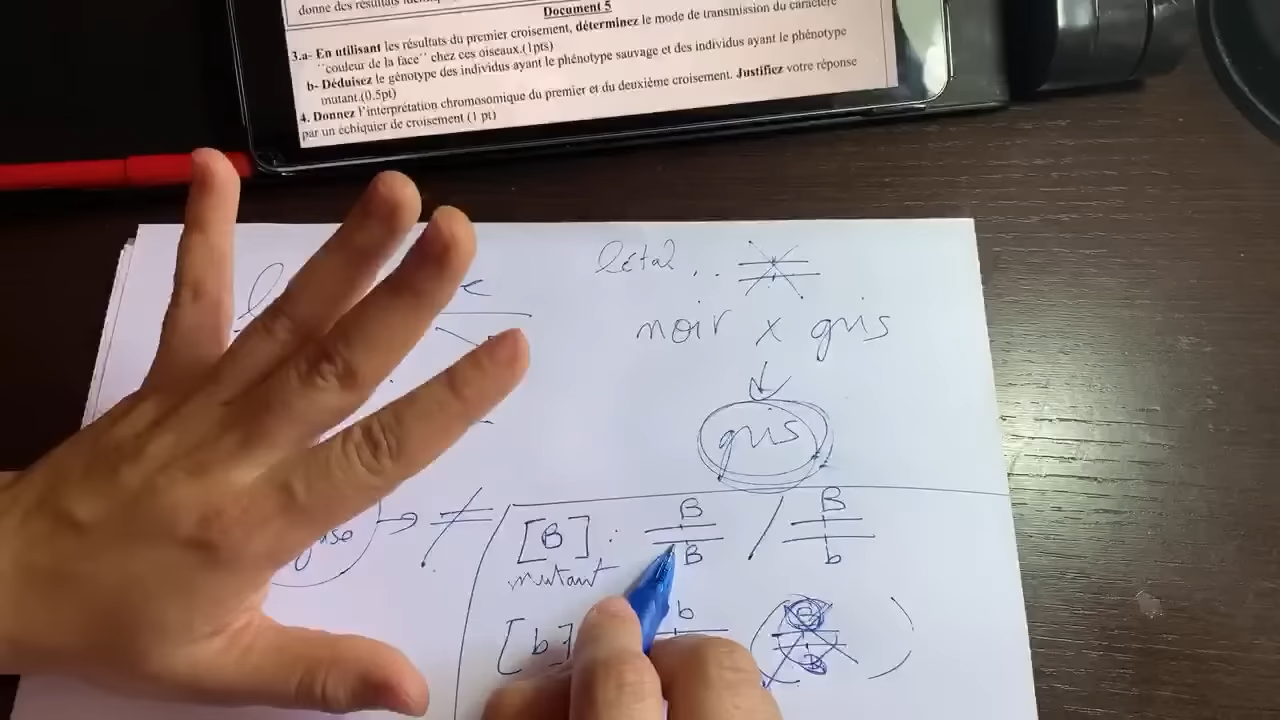 donne des résultats
Document 5
3.a- En utilisant les résultats du premier croisement, déterminez le mode de transmission du caractère
''couleur de la face'' chez ces oiseaux.(1pts)
b- Déduisez le génotype des individus ayant le phénotype sauvage et des individus ayant le phénotype
mutant.(0.5pt)
4. Donnez l'interprétation chromosomique du premier et du deuxième croisement. Justifiez votre réponse
par un échiquier de croisement (1 pt)
létal ..
noir x gris
gris
[B] : B B / B b
mutant
[b] b